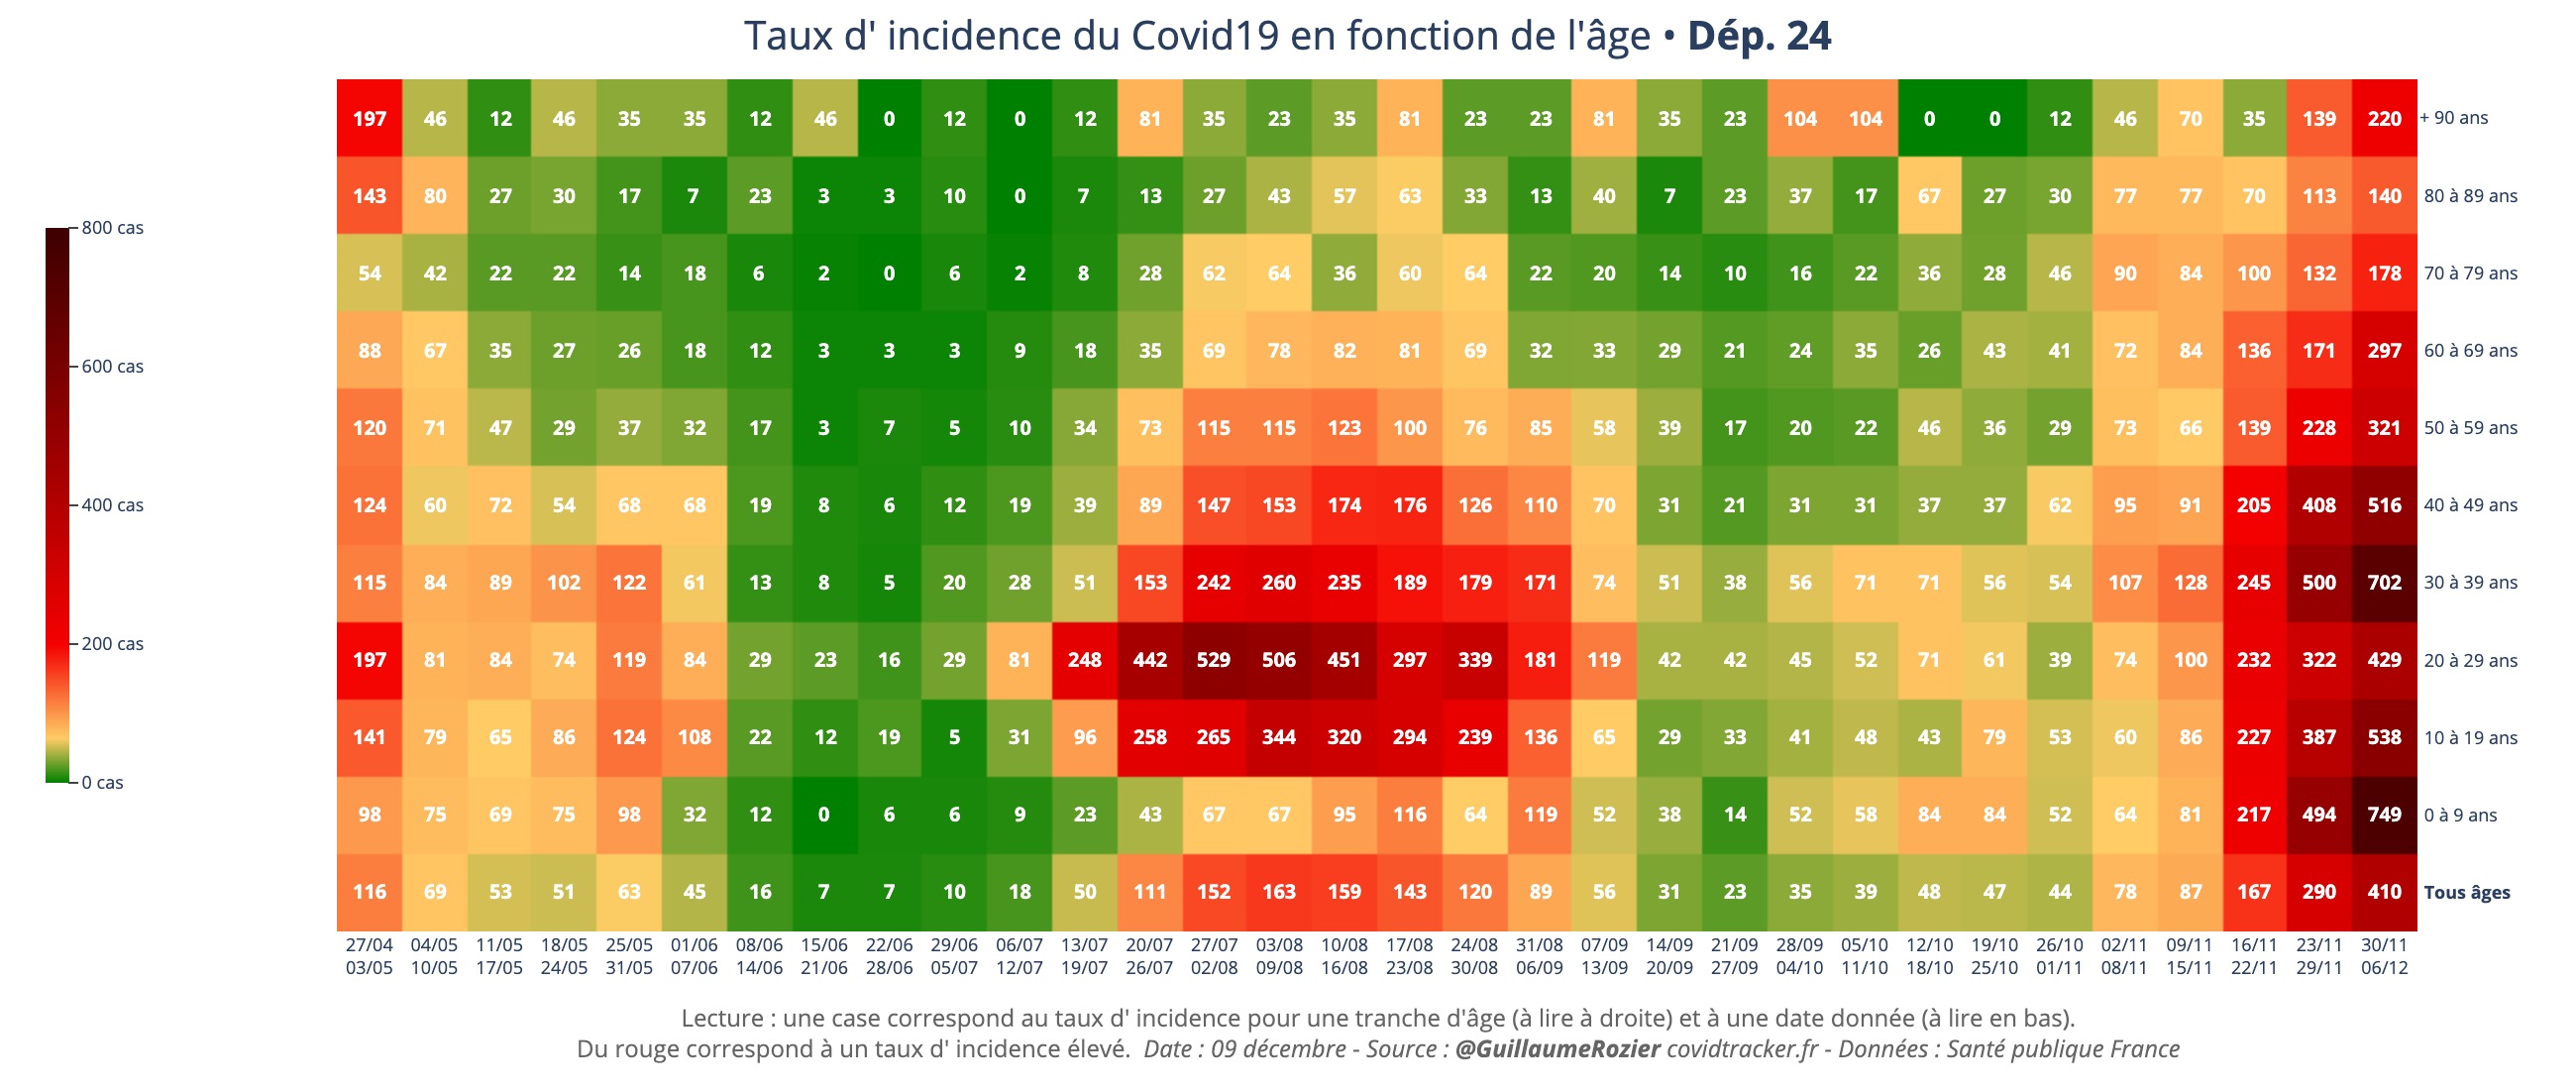 Taux d' incidence du Covid19 en fonction de l'âge • Dép. 24
197 46 12 46 35 35 12 46 0 12 0 12 81 35 23 35 81 23 23 81 35 23 104 104 0 0 12 46 70 35 139 220 + 90 ans
143 80 27 30 17 7 23 3 3 10 0 7 13 27 43 57 63 33 13 40 7 23 37 17 67 27 30 77 77 70 113 140 80 à 89 ans
800 cas
54 42 22 22 14 18 6 2 0 6 2 8 28 62 64 36 60 64 22 20 14 10 16 22 36 28 46 90 84 100 132 178 70 à 79 ans
88 67 35 27 26 18 12 3 3 3 9 18 35 69 78 82 81 69 32 33 29 21 24 35 26 43 41 72 84 136 171 297 60 à 69 ans
600 cas
120 71 47 29 37 32 17 3 7 5 10 34 73 115 115 123 100 76 85 58 39 17 20 22 46 36 29 73 66 139 228 321 50 à 59 ans
400 cas
124 60 72 54 68 68 19 8 6 12 19 39 89 147 153 174 176 126 110 70 31 21 31 31 37 37 62 95 91 205 408 516 40 à 49 ans
115 84 89 102 122 61 13 8 5 20 28 51 153 242 260 235 189 179 171 74 51 38 56 71 71 56 54 107 128 245 500 702 30 à 39 ans
200 cas
197 81 84 74 119 84 29 23 16 29 81 248 442 529 506 451 297 339 181 119 42 42 45 52 71 61 39 74 100 232 322 429 20 à 29 ans
141 79 65 86 124 108 22 12 19 5 31 96 258 265 344 320 294 239 136 65 29 33 41 48 43 79 53 60 86 227 387 538 10 à 19 ans
0 cas
98 75 69 75 98 32 12 0 6 6 9 23 43 67 67 95 116 64 119 52 38 14 52 58 84 84 52 64 81 217 494 749 0 à 9 ans
116 69 53 51 63 45 16 7 7 10 18 50 111 152 163 159 143 120 89 56 31 23 35 39 48 47 44 78 87 167 290 410 Tous âges
27/04 04/05 11/05 18/05 25/05 01/06 08/06 15/06 22/06 29/06 06/07 13/07 20/07 27/07 03/08 10/08 17/08 24/08 31/08 07/09 14/09 21/09 28/09 05/10 12/10 19/10 26/10 02/11 09/11 16/11 23/11 30/11
03/05 10/05 17/05 24/05 31/05 07/06 14/06 21/06 28/06 05/07 12/07 19/07 26/07 02/08 09/08 16/08 23/08 30/08 06/09 13/09 20/09 27/09 04/10 11/10 18/10 25/10 01/11 08/11 15/11 22/11 29/11 06/12
Lecture : une case correspond au taux d' incidence pour une tranche d'âge (à lire à droite) et à une date donnée (à lire en bas).
Du rouge correspond à un taux d' incidence élevé. Date : 09 décembre - Source : @GuillaumeRozier covidtracker.fr - Données : Santé publique France